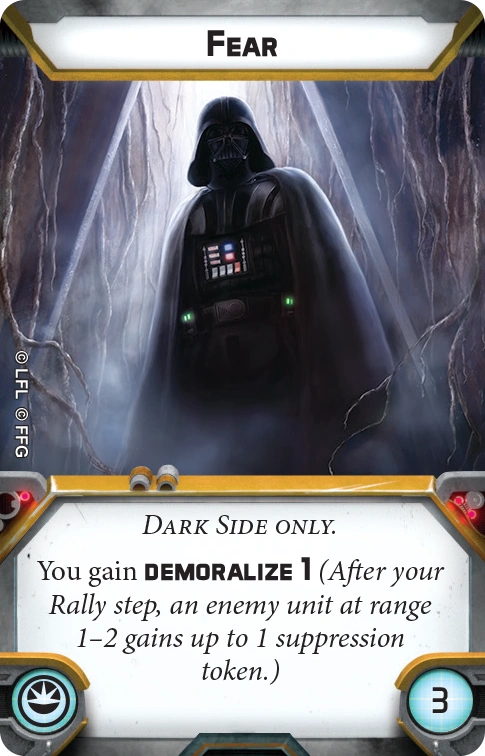 Fear
© LFL © FFG
Dark Side only.
You gain DEMORALIZE 1 (After your
Rally step, an enemy unit at range
1–2 gains up to 1 suppression
token.)
3